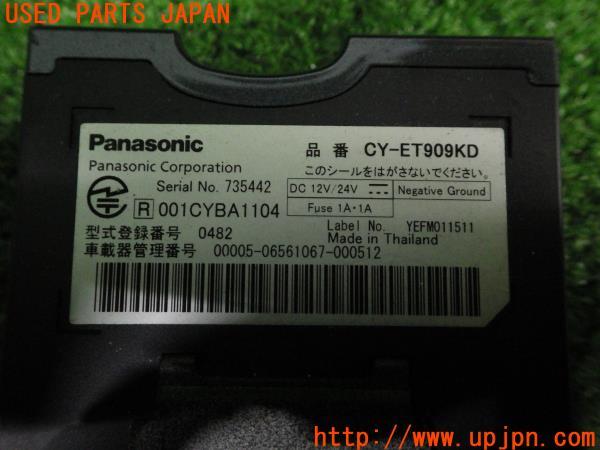 USED PARTS JAPAN
Panasonic 品番 CY-ET909KD
Panasonic Corporation このシールをはがさないでください。
Serial No. 735442 DC 12V/24V Negative Ground
R 001CYBA1104 Fuse 1A・1A
型式登録番号 0482 Label No. YEFM011511
Made in Thailand
車載器管理番号 00005-06561067-000512
(U)
www.upjpn.com